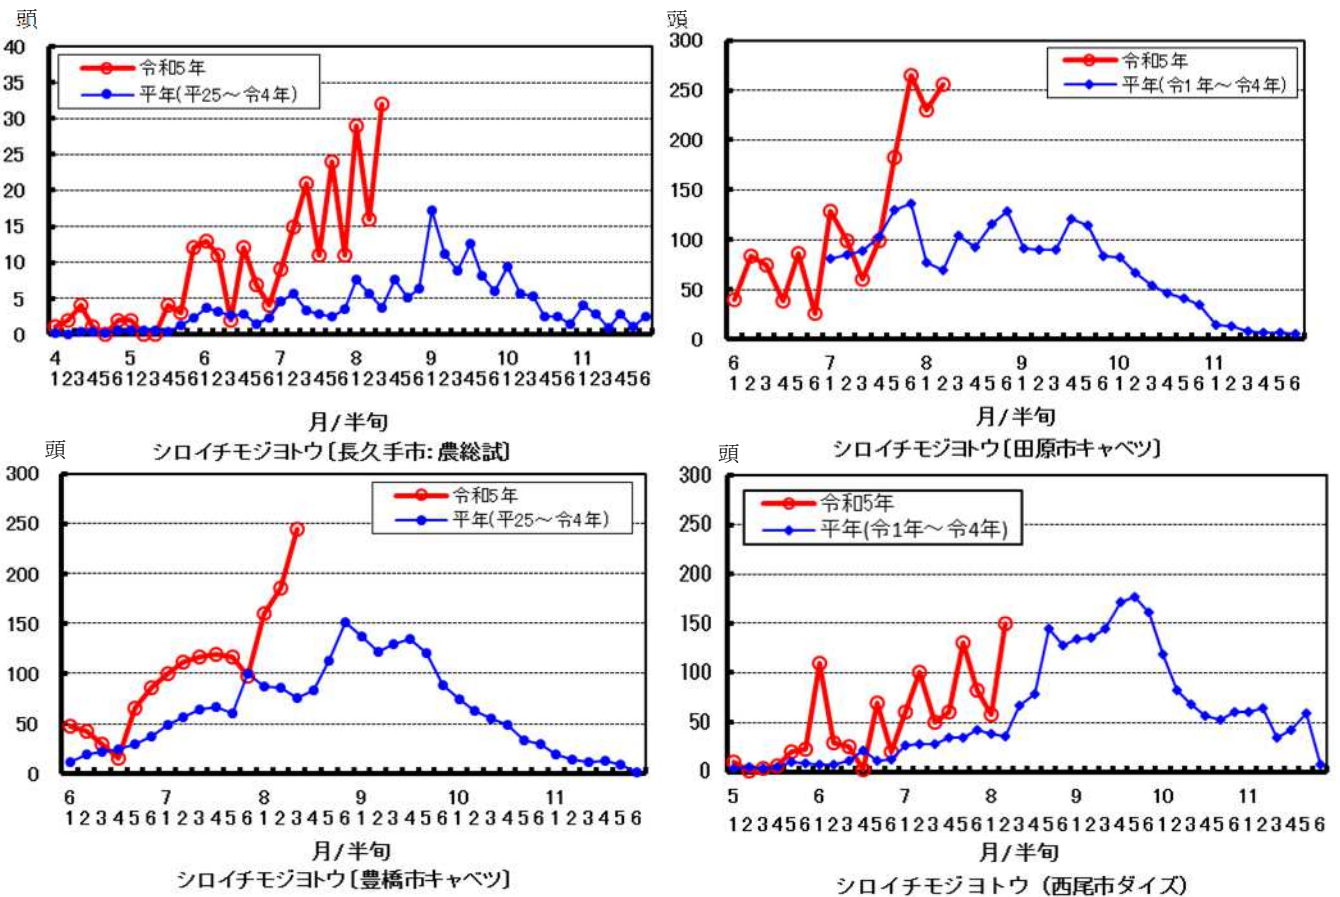 頭
40
35
30
25
20
15
10
5
0
令和5年
平年(平25～令4年)
4 5 6 7 8 9 10 11
1 2 3 4 5 6 1 2 3 4 5 6 1 2 3 4 5 6 1 2 3 4 5 6 1 2 3 4 5 6 1 2 3 4 5 6 1 2 3 4 5 6 1 2 3 4 5 6
月/半旬
シロイチモジヨトウ〔長久手市:農総試〕
頭
300
250
200
150
100
50
0
令和5年
平年(令1年～令4年)
6 7 8 9 10 11
1 2 3 4 5 6 1 2 3 4 5 6 1 2 3 4 5 6 1 2 3 4 5 6 1 2 3 4 5 6 1 2 3 4 5 6
月/半旬
シロイチモジヨトウ〔田原市キャベツ〕
頭
300
250
200
150
100
50
0
令和5年
平年(平25～令4年)
6 7 8 9 10 11
1 2 3 4 5 6 1 2 3 4 5 6 1 2 3 4 5 6 1 2 3 4 5 6 1 2 3 4 5 6 1 2 3 4 5 6
月/半旬
シロイチモジヨトウ〔豊橋市キャベツ〕
頭
300
250
200
150
100
50
0
令和5年
平年(令1年～令4年)
5 6 7 8 9 10 11
1 2 3 4 5 6 1 2 3 4 5 6 1 2 3 4 5 6 1 2 3 4 5 6 1 2 3 4 5 6 1 2 3 4 5 6 1 2 3 4 5 6
月/半旬
シロイチモジヨトウ（西尾市ダイズ）